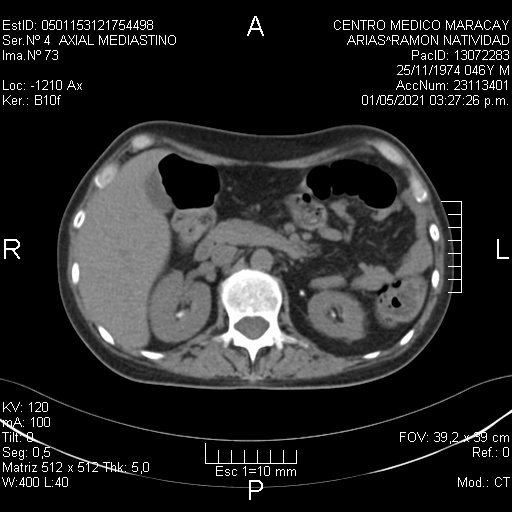 EstID: 0501153121754498
Ser.Nº 4 AXIAL MEDIASTINO
Ima.Nº 73
Loc: -1210 Ax
Ker.: B10f
A
CENTRO MEDICO MARACAY
ARIAS^RAMON NATIVIDAD
PacID: 13072283
25/11/1974 046Y M
AccNum: 23113401
01/05/2021 03:27:26 p.m.
R
L
KV: 120
mA: 100
Tilt: 0
Seg: 0,5
Matriz 512 x 512 Thk: 5,0
W:400 L:40
Esc 1=10 mm
P
FOV: 39,2 x 39 cm
Ref.: 0
Mod.: CT